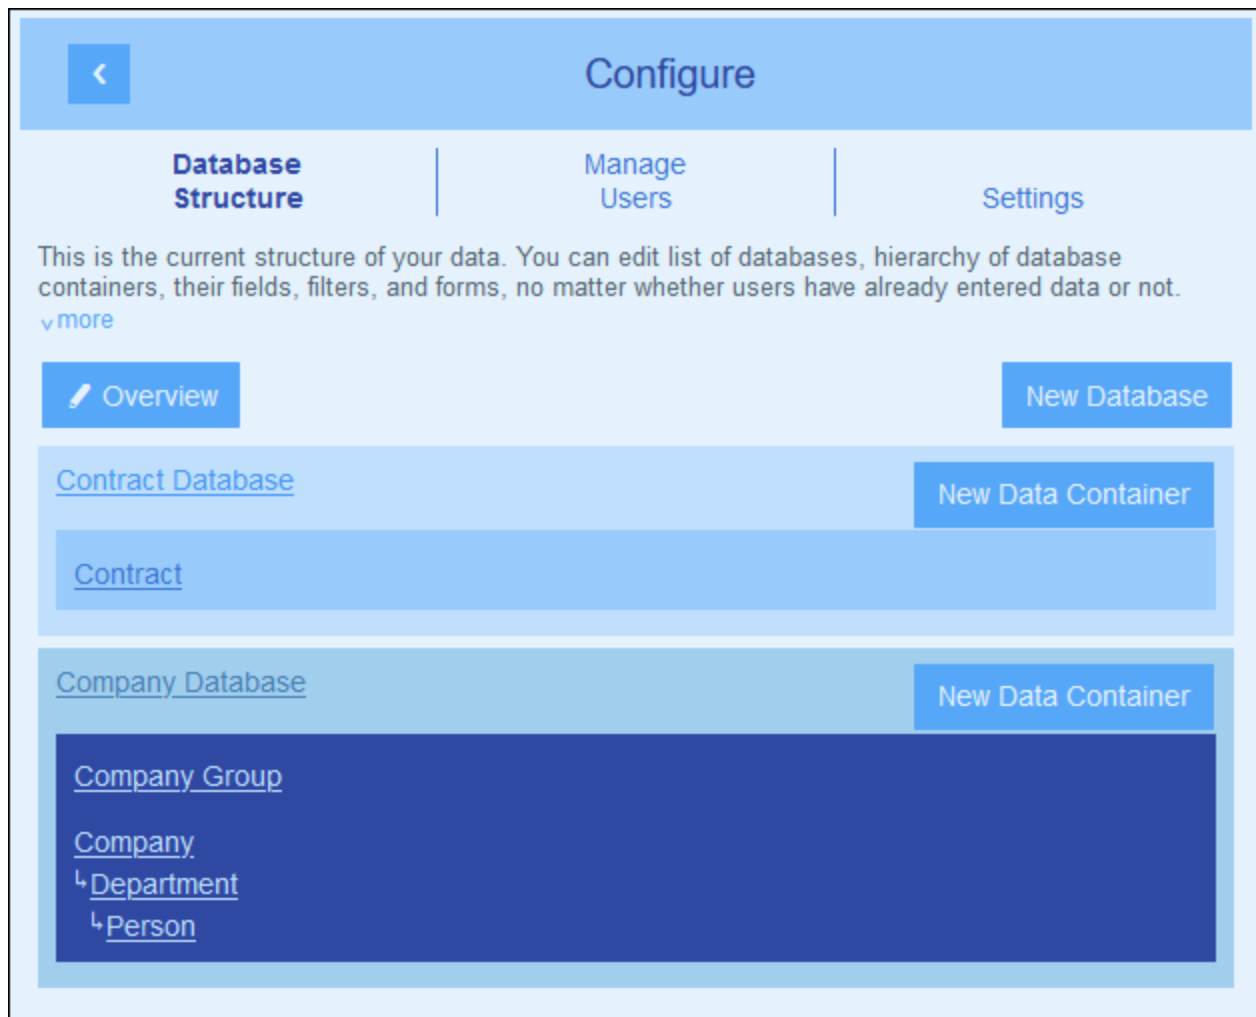 Configure
Database
Structure
Manage
Users
Settings
This is the current structure of your data. You can edit list of databases, hierarchy of database
containers, their fields, filters, and forms, no matter whether users have already entered data or not.
more
Overview
New Database
Contract Database
New Data Container
Contract
Company Database
New Data Container
Company Group
Company
Department
Person